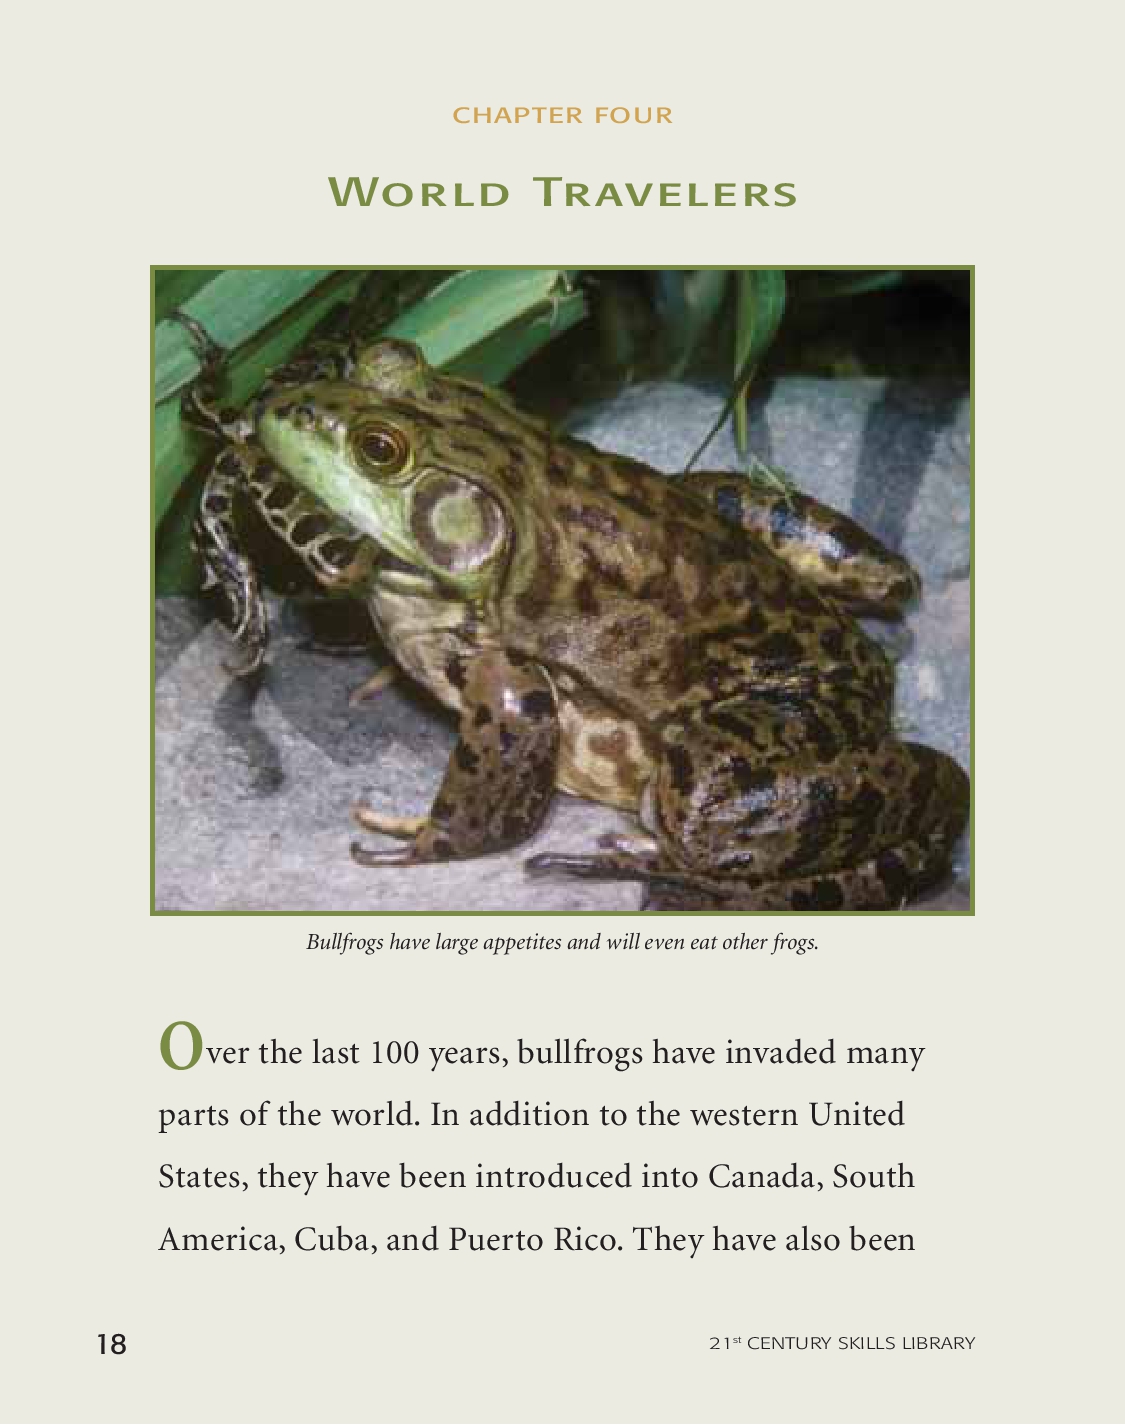 CHAPTER FOUR
WORLD TRAVELERS
Bullfrogs have large appetites and will even eat other frogs.
Over the last 100 years, bullfrogs have invaded many
parts of the world. In addition to the western United
States, they have been introduced into Canada, South
America, Cuba, and Puerto Rico. They have also been
18
21st CENTURY SKILLS LIBRARY